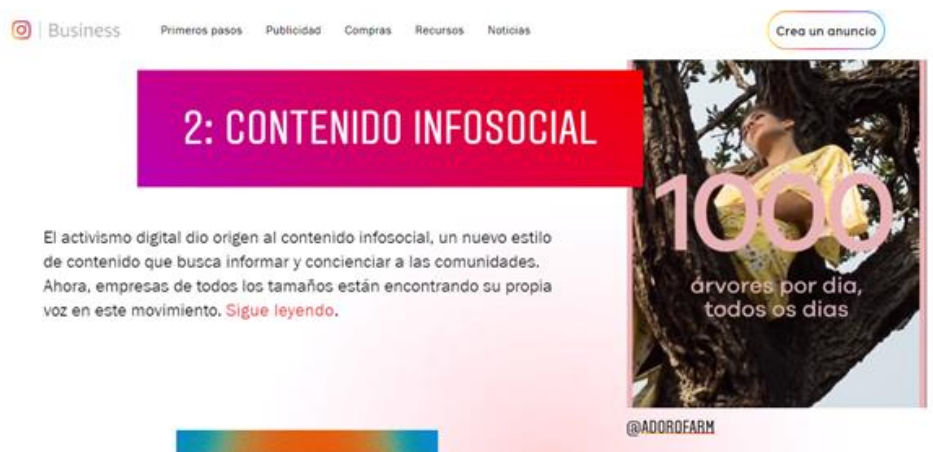 Business
Primeros pasos Publicidad Compras Recursos Noticias
Crea un anuncio
2: CONTENIDO INFOSOCIAL
El activismo digital dio origen al contenido infosocial, un nuevo estilo
de contenido que busca informar y concienciar a las comunidades.
Ahora, empresas de todos los tamaños están encontrando su propia
voz en este movimiento. Sigue leyendo.
1000
árvores por dia,
todos os dias
@ADOROFARM